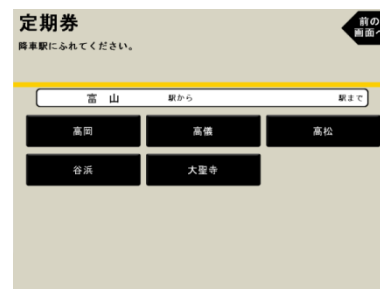 定期券
前の
画面へ
降車駅にふれてください。
富 山 駅から 駅まで
高岡 高儀 高松
谷浜 大聖寺